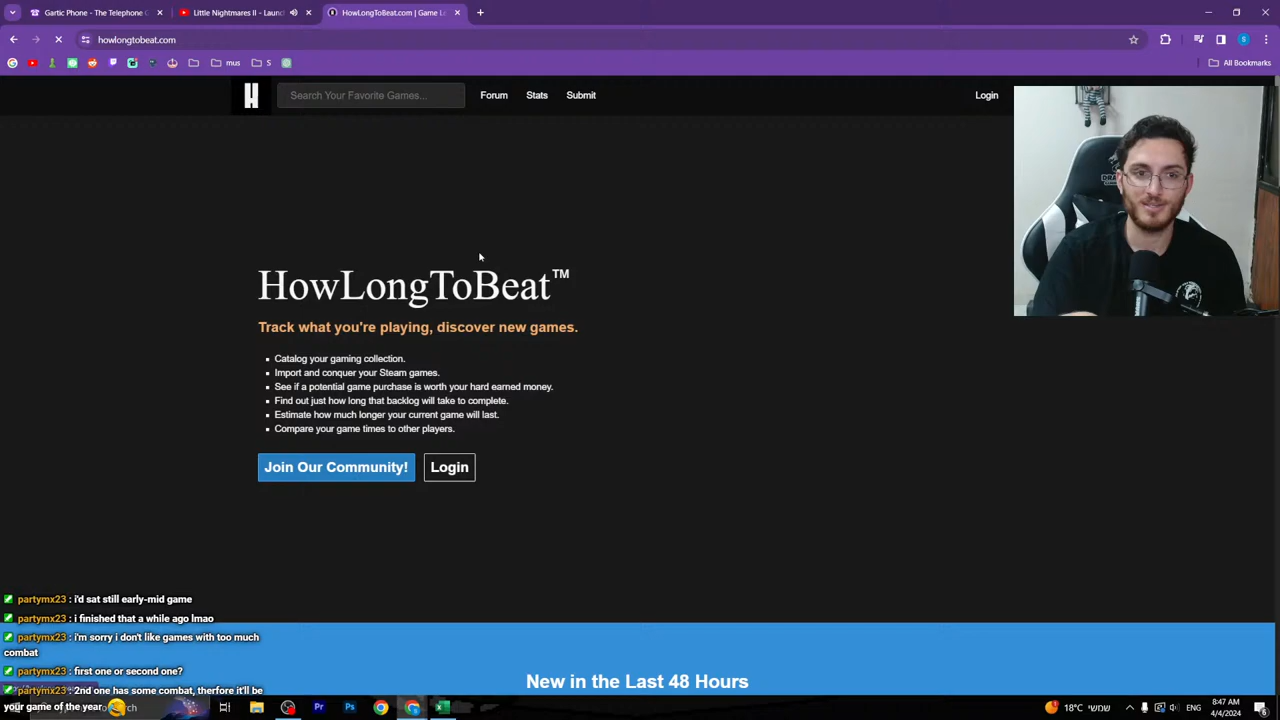 Gartic Phone - The Telephone G
Little Nightmares II - Launc
HowLongToBeat.com | Game Le
howlongtobeat.com
mus
S
All Bookmarks
Search Your Favorite Games...
Forum
Stats
Submit
Login
HowLongToBeat™
Track what you're playing, discover new games.
Catalog your gaming collection.
Import and conquer your Steam games.
See if a potential game purchase is worth your hard earned money.
Find out just how long that backlog will take to complete.
Estimate how much longer your current game will last.
Compare your game times to other players.
Join Our Community!
Login
partymx23 : i'd sat still early-mid game
partymx23 : i finished that a while ago lmao
partymx23 : i'm sorry i don't like games with too much
combat
partymx23 : first one or second one?
partymx23 : 2nd one has some combat, therfore it'll be
your game of the year
New in the Last 48 Hours
18°C שמשי
ENG
8:47 AM
4/4/2024